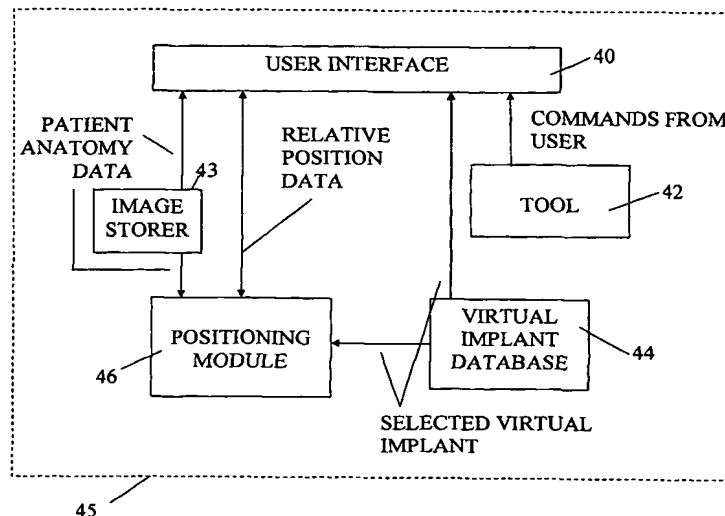 USER INTERFACE
40
PATIENT
ANATOMY
DATA
43
IMAGE
STORER
RELATIVE
POSITION
DATA
COMMANDS FROM
USER
TOOL
42
POSITIONING
MODULE
46
VIRTUAL
IMPLANT
DATABASE
44
SELECTED VIRTUAL
IMPLANT
45